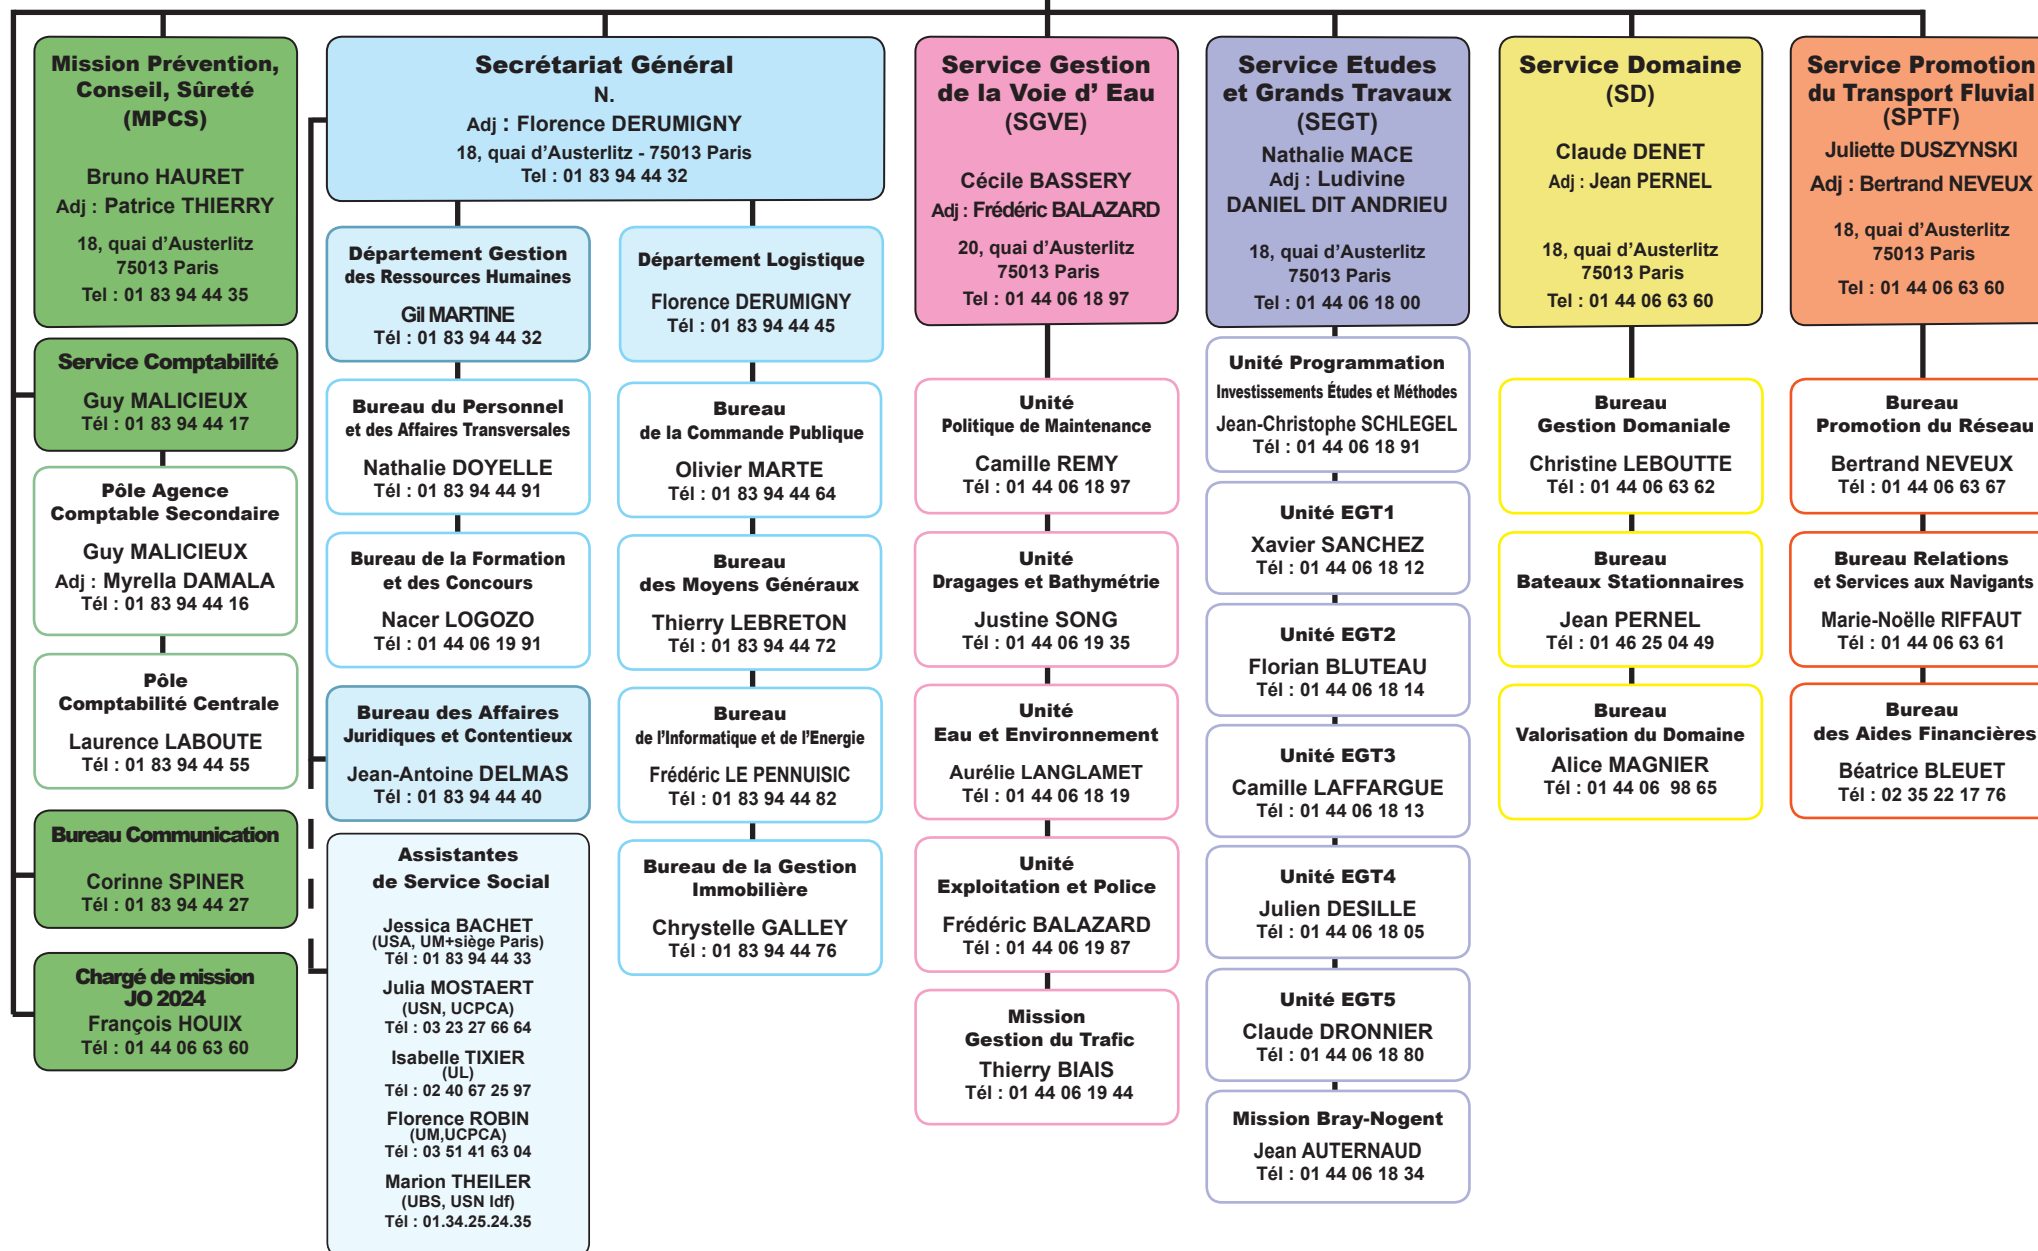 Mission Prévention,
Conseil, Sûreté
(MPCS)
Bruno HAURET
Adj : Patrice THIERRY
18, quai d'Austerlitz
75013 Paris
Tel : 01 83 94 44 35
Service Comptabilité
Guy MALICIEUX
Tél : 01 83 94 44 17
Pôle Agence
Comptable Secondaire
Guy MALICIEUX
Adj : Myrella DAMALA
Tél : 01 83 94 44 16
Pôle
Comptabilité Centrale
Laurence LABOUTE
Tél : 01 83 94 44 55
Bureau Communication
Corinne SPINER
Tél : 01 83 94 44 27
Chargé de mission
JO 2024
François HOUIX
Tél : 01 44 06 63 60
Secrétariat Général
N.
Adj : Florence DERUMIGNY
18, quai d'Austerlitz - 75013 Paris
Tel : 01 83 94 44 32
Département Gestion
des Ressources Humaines
Gil MARTINE
Tél : 01 83 94 44 32
Bureau du Personnel
et des Affaires Transversales
Nathalie DOYELLE
Tél : 01 83 94 44 91
Bureau de la Formation
et des Concours
Nacer LOGOZO
Tél : 01 44 06 19 91
Bureau des Affaires
Juridiques et Contentieux
Jean-Antoine DELMAS
Tél : 01 83 94 44 40
Assistantes
de Service Social
Jessica BACHET
(USA, UM+siège Paris)
Tél : 01 83 94 44 33
Julia MOSTAERT
(USN, UCPCA)
Tél : 03 23 27 66 64
Isabelle TIXIER
(UL)
Tél : 02 40 67 25 97
Florence ROBIN
(UM,UCPCA)
Tél : 03 51 41 63 04
Marion THEILER
(UBS, USN Idf)
Tél : 01.34.25.24.35
Département Logistique
Florence DERUMIGNY
Tél : 01 83 94 44 45
Bureau
de la Commande Publique
Olivier MARTE
Tél : 01 83 94 44 64
Bureau
des Moyens Généraux
Thierry LEBRETON
Tél : 01 83 94 44 72
Bureau
de l'Informatique et de l'Energie
Frédéric LE PENNUISIC
Tél : 01 83 94 44 82
Bureau de la Gestion
Immobilière
Chrystelle GALLEY
Tél : 01 83 94 44 76
Service Gestion
de la Voie d' Eau
(SGVE)
Cécile BASSERY
Adj : Frédéric BALAZARD
20, quai d'Austerlitz
75013 Paris
Tel : 01 44 06 18 97
Unité
Politique de Maintenance
Camille REMY
Tél : 01 44 06 18 97
Unité
Dragages et Bathymétrie
Justine SONG
Tél : 01 44 06 19 35
Unité
Eau et Environnement
Aurélie LANGLAMET
Tél : 01 44 06 18 19
Unité
Exploitation et Police
Frédéric BALAZARD
Tél : 01 44 06 19 87
Mission
Gestion du Trafic
Thierry BIAIS
Tél : 01 44 06 19 44
Service Etudes
et Grands Travaux
(SEGT)
Nathalie MACE
Adj : Ludivine
DANIEL DIT ANDRIEU
18, quai d'Austerlitz
75013 Paris
Tel : 01 44 06 18 00
Unité Programmation
Investissements Études et Méthodes
Jean-Christophe SCHLEGEL
Tél : 01 44 06 18 91
Unité EGT1
Xavier SANCHEZ
Tél : 01 44 06 18 12
Unité EGT2
Florian BLUTEAU
Tél : 01 44 06 18 14
Unité EGT3
Camille LAFFARGUE
Tél : 01 44 06 18 13
Unité EGT4
Julien DESILLE
Tél : 01 44 06 18 05
Unité EGT5
Claude DRONNIER
Tél : 01 44 06 18 80
Mission Bray-Nogent
Jean AUTERNAUD
Tél : 01 44 06 18 34
Service Domaine
(SD)
Claude DENET
Adj : Jean PERNEL
18, quai d'Austerlitz
75013 Paris
Tel : 01 44 06 63 60
Bureau
Gestion Domaniale
Christine LEBOUTTE
Tél : 01 44 06 63 62
Bureau
Bateaux Stationnaires
Jean PERNEL
Tél : 01 46 25 04 49
Bureau
Valorisation du Domaine
Alice MAGNIER
Tél : 01 44 06 98 65
Service Promotion
du Transport Fluvial
(SPTF)
Juliette DUSZYNSKI
Adj : Bertrand NEVEUX
18, quai d'Austerlitz
75013 Paris
Tel : 01 44 06 63 60
Bureau
Promotion du Réseau
Bertrand NEVEUX
Tél : 01 44 06 63 67
Bureau Relations
et Services aux Navigants
Marie-Noëlle RIFFAUT
Tél : 01 44 06 63 61
Bureau
des Aides Financières
Béatrice BLEUET
Tél : 02 35 22 17 76